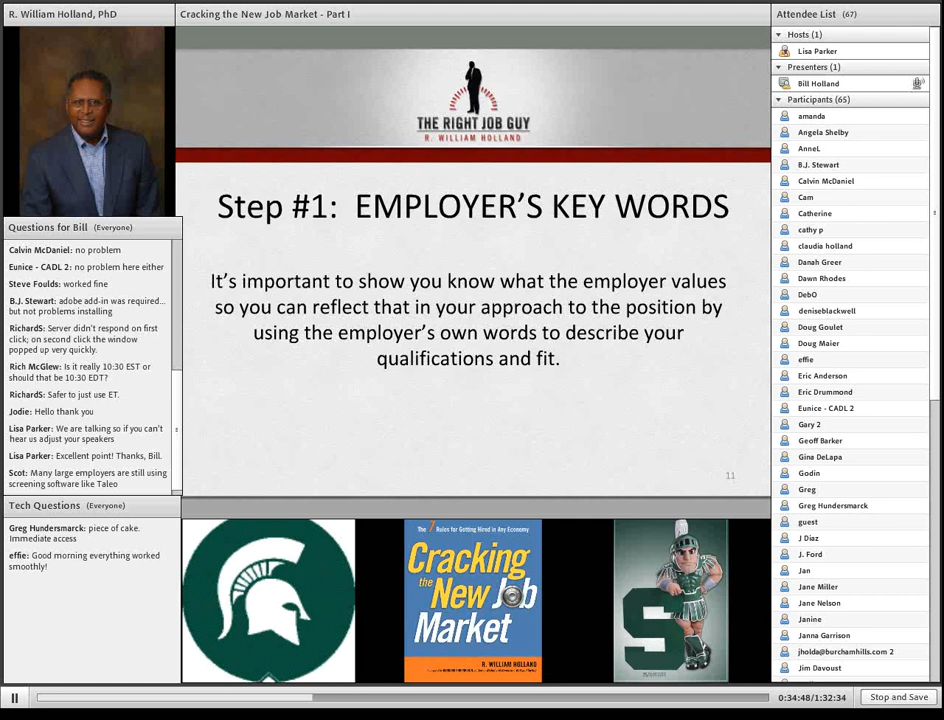 R. William Holland, PhD
Cracking the New Job Market - Part I
Attendee List (67)
THE RIGHT JOB GUY
R. WILLIAM HOLLAND
Step #1: EMPLOYER'S KEY WORDS
It's important to show you know what the employer values
so you can reflect that in your approach to the position by
using the employer's own words to describe your
qualifications and fit.
11
Questions for Bill (Everyone)
Calvin McDaniel: no problem
Eunice - CADL 2: no problem here either
Steve Foulds: worked fine
B.J. Stewart: adobe add-in was required...
but not problems installing
RichardS: Server didn't respond on first
click; on second click the window
popped up very quickly.
Rich McGlew: Is it really 10:30 EST or
should that be 10:30 EDT?
RichardS: Safer to just use ET.
Jodie: Hello thank you
Lisa Parker: We are talking so if you can't
hear us adjust your speakers
Lisa Parker: Excellent point! Thanks, Bill.
Scot: Many large employers are still using
screening software like Taleo
Tech Questions (Everyone)
Greg Hundersmarck: piece of cake.
Immediate access
effie: Good morning everything worked
smoothly!
The 7 Rules for Getting Hired in Any Economy
Cracking
the New Job
Market
R. WILLIAM HOLLAND
S
Hosts (1)
Lisa Parker
Presenters (1)
Bill Holland
Participants (65)
amanda
Angela Shelby
AnneL
B.J. Stewart
Calvin McDaniel
Cam
Catherine
cathy p
claudia holland
Danah Greer
Dawn Rhodes
DebO
deniseblackwell
Doug Goulet
Doug Maier
effie
Eric Anderson
Eric Drummond
Eunice - CADL 2
Gary 2
Geoff Barker
Gina DeLapa
Godin
Greg
Greg Hundersmarck
guest
J Diaz
J. Ford
Jan
Jane Miller
Jane Nelson
Janine
Janna Garrison
jholda@burchamhills.com 2
Jim Davoust
0:34:48/1:32:34
Stop and Save